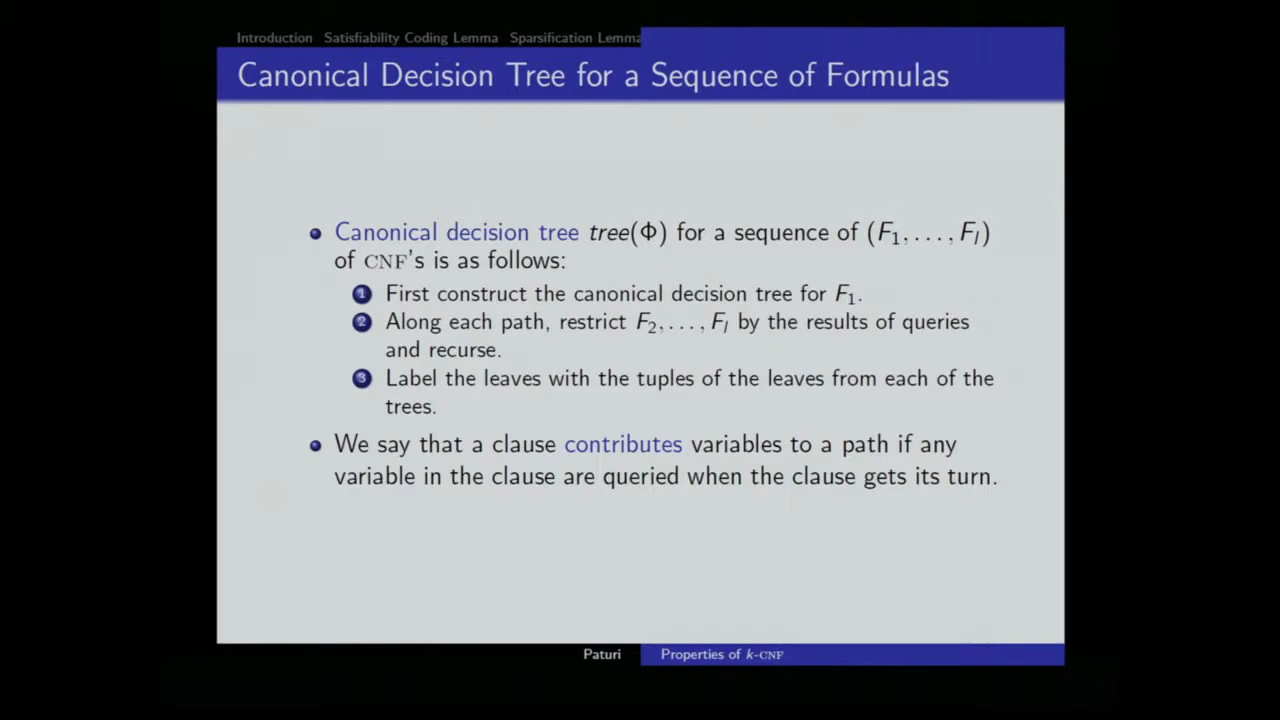 Introduction Satisfiability Coding Lemma Sparsification Lemma
Canonical Decision Tree for a Sequence of Formulas
Canonical decision tree tree(Φ) for a sequence of (F₁, . . . , Fₗ)
of CNF's is as follows:
1 First construct the canonical decision tree for F₁.
2 Along each path, restrict F₂, . . . , Fₗ by the results of queries
and recurse.
3 Label the leaves with the tuples of the leaves from each of the
trees.
We say that a clause contributes variables to a path if any
variable in the clause are queried when the clause gets its turn.
Paturi Properties of k-CNF